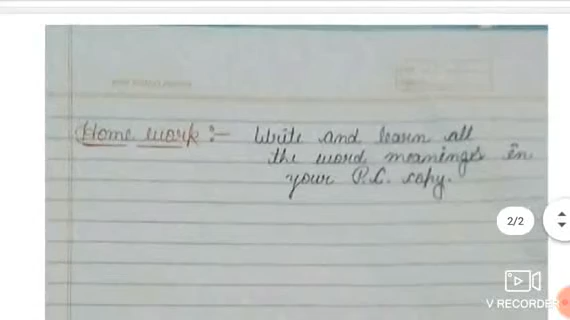 Home work :- Write and learn all
the word meanings in
your P.C. copy.
2/2
V RECORDER